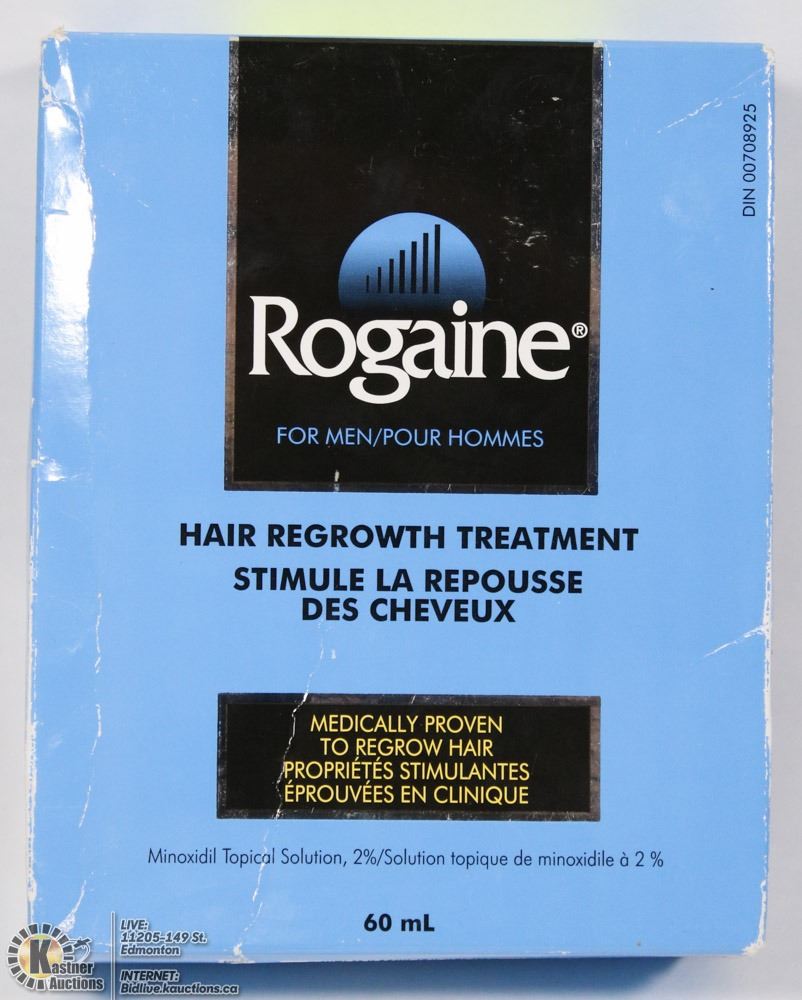 DIN 00708925
Rogaine®
FOR MEN/POUR HOMMES
HAIR REGROWTH TREATMENT
STIMULE LA REPOUSSE
DES CHEVEUX
MEDICALLY PROVEN
TO REGROW HAIR
PROPRIÉTÉS STIMULANTES
ÉPROUVÉES EN CLINIQUE
Minoxidil Topical Solution, 2%/Solution topique de minoxidile à 2 %
60 mL
Kastner
Auctions
LIVE:
11205-149 St.
Edmonton
INTERNET:
Bidlive.kauctions.ca